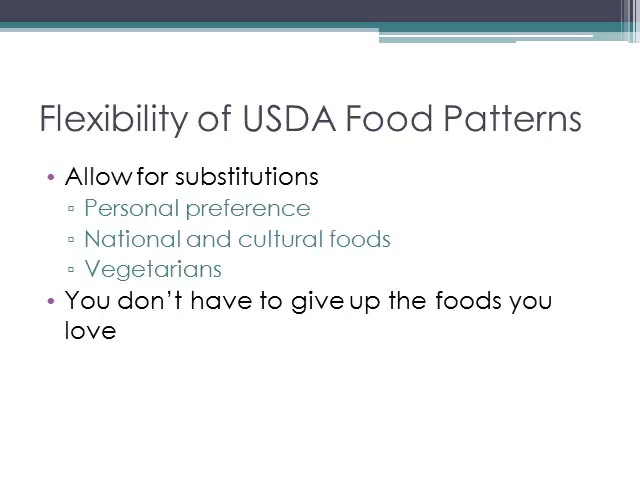 Flexibility of USDA Food Patterns
• Allow for substitutions
▫ Personal preference
▫ National and cultural foods
▫ Vegetarians
• You don’t have to give up the foods you
love